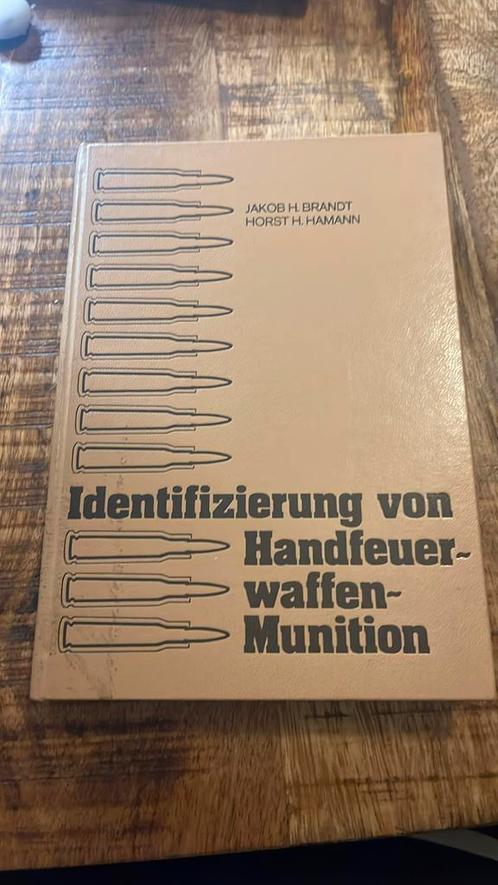 JAKOB H. BRANDT
HORST H. HAMANN
Identifizierung von
Handfeuer-
waffen-
Munition